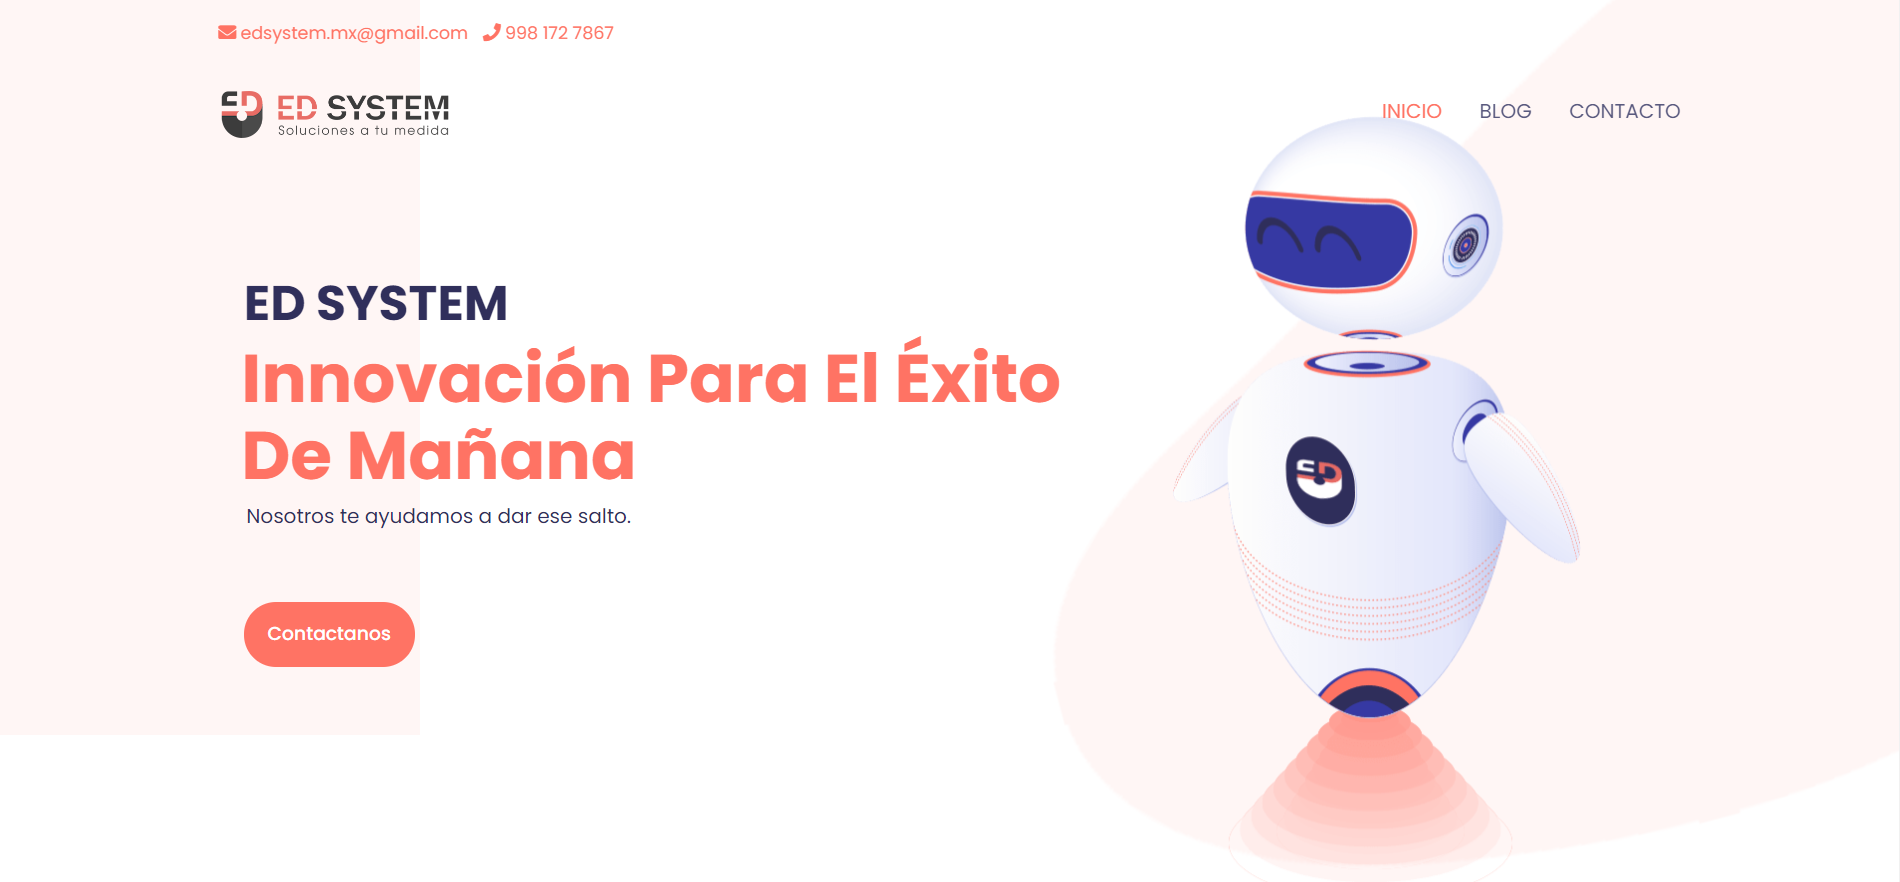 edsystem.mx@gmail.com 998 172 7867
ED SYSTEM
Soluciones a tu medida
INICIO BLOG CONTACTO
ED SYSTEM
Innovación Para El Éxito
De Mañana
Nosotros te ayudamos a dar ese salto.
Contactanos
ED